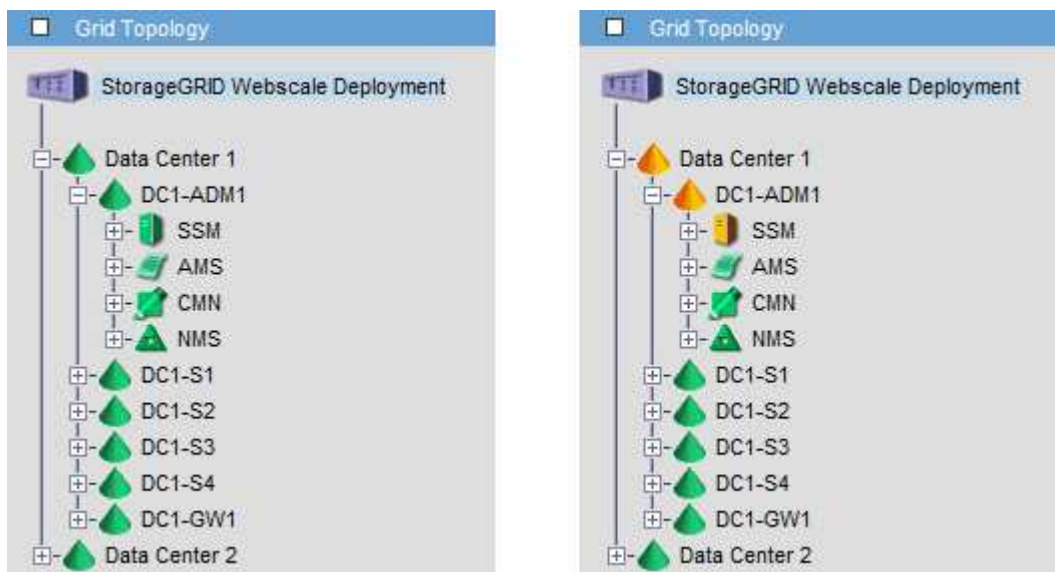 Grid Topology
StorageGRID Webscale Deployment
Data Center 1
DC1-ADM1
SSM
AMS
CMN
NMS
DC1-S1
DC1-S2
DC1-S3
DC1-S4
DC1-GW1
Data Center 2
Grid Topology
StorageGRID Webscale Deployment
Data Center 1
DC1-ADM1
SSM
AMS
CMN
NMS
DC1-S1
DC1-S2
DC1-S3
DC1-S4
DC1-GW1
Data Center 2